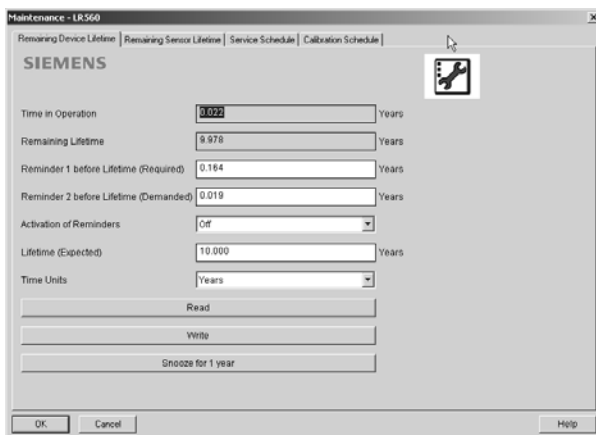 Maintenance - LR560
Remaining Device Lifetime Remaining Sensor Lifetime Service Schedule Calibration Schedule
SIEMENS
Time in Operation 0.022 Years
Remaining Lifetime 9.978 Years
Reminder 1 before Lifetime (Required) 0.164 Years
Reminder 2 before Lifetime (Demanded) 0.019 Years
Activation of Reminders Off
Lifetime (Expected) 10.000 Years
Time Units Years
Read
Write
Snooze for 1 year
OK Cancel Help